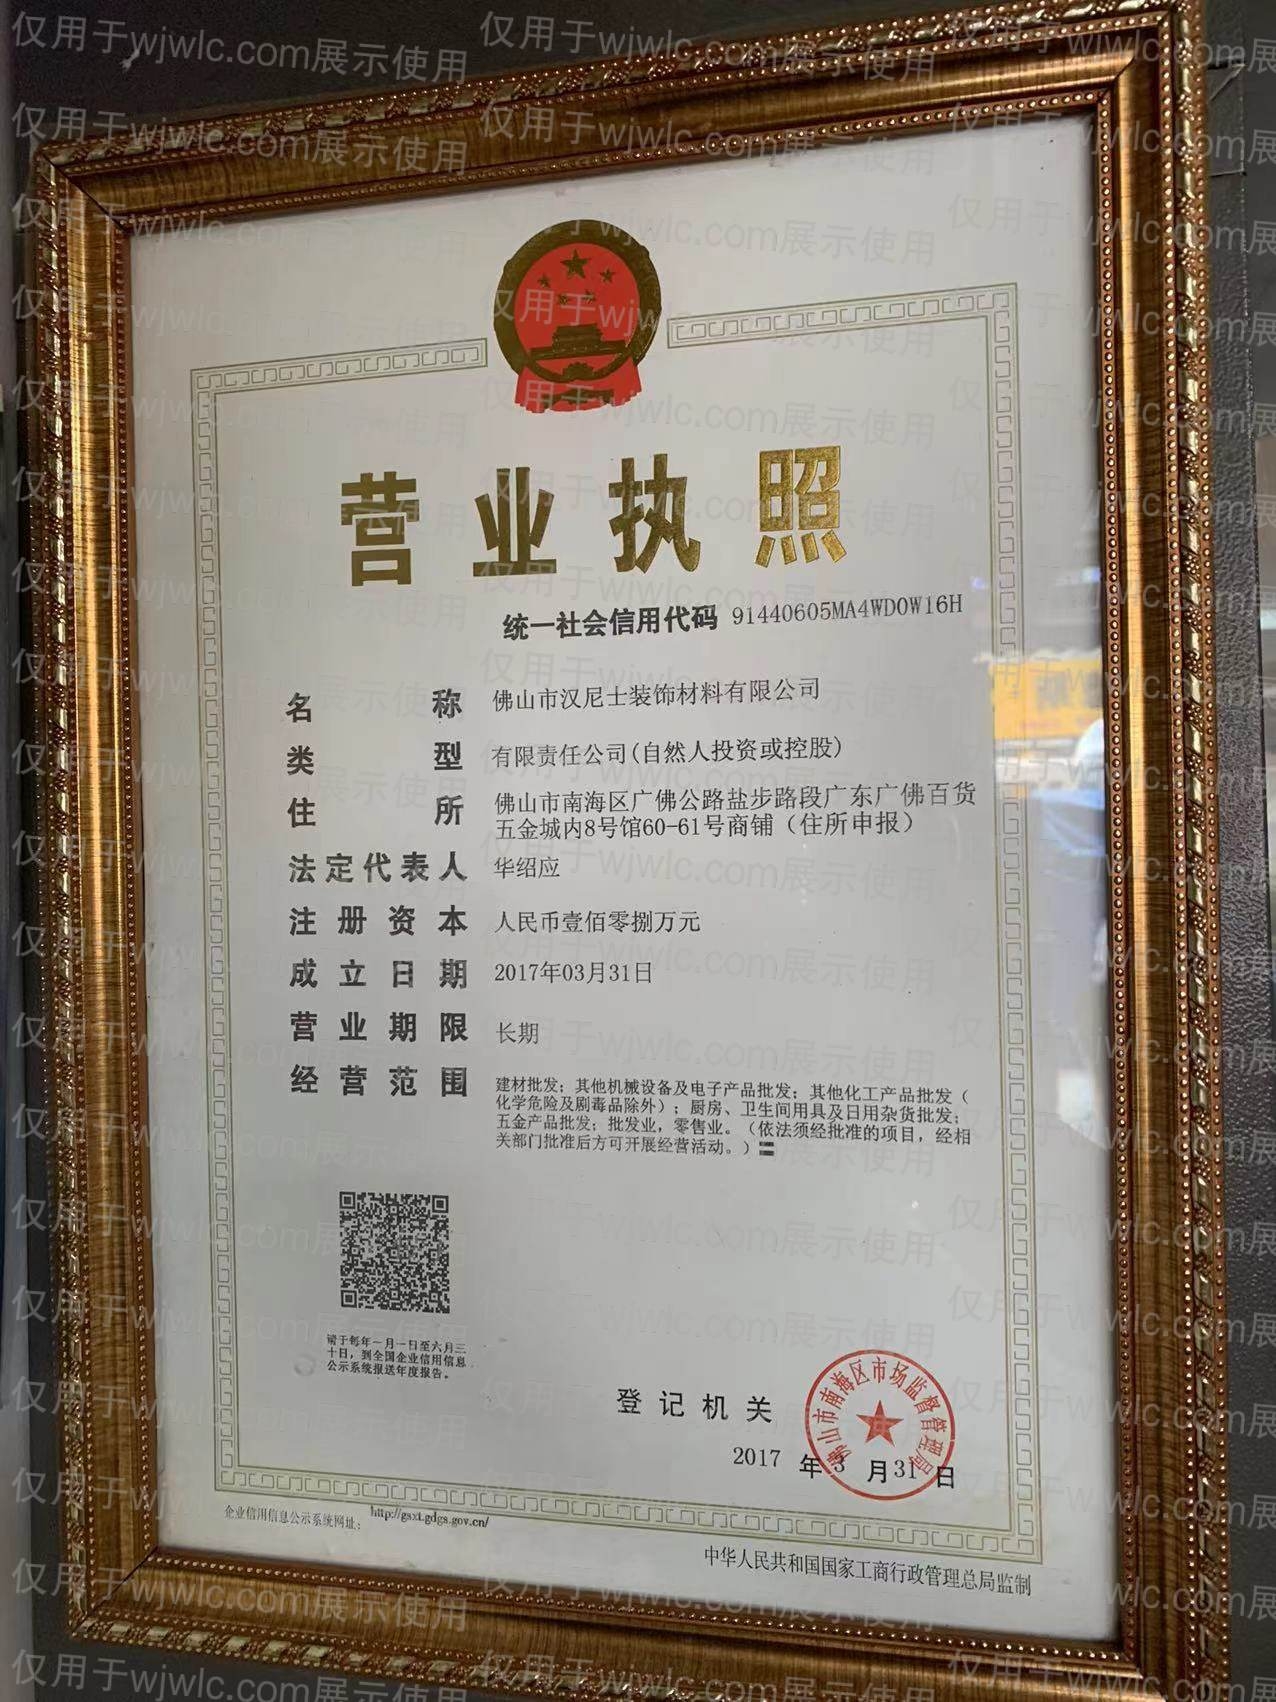 营业执照
统一社会信用代码 91440605MA4WD0W16H
名称 佛山市汉尼士装饰材料有限公司
类型 有限责任公司(自然人投资或控股)
住所 佛山市南海区广佛公路盐步路段广东广佛百货
五金城内8号馆60-61号商铺（住所申报）
法定代表人 华绍应
注册资本 人民币壹佰零捌万元
成立日期 2017年03月31日
营业期限 长期
经营范围 建材批发；其他机械设备及电子产品批发；其他化工产品批发（
化学危险及剧毒品除外）；厨房、卫生间用具及日用杂货批发；
五金产品批发；批发业，零售业。（依法须经批准的项目，经相
关部门批准后方可开展经营活动。）
请于每年一月一日至六月三
十日，到全国企业信用信息
公示系统报送年度报告。
登记机关
佛山市南海区市场监督管理局
2017年3月31日
企业信用信息公示系统网址：http://gsxt.gdgs.gov.cn/
中华人民共和国国家工商行政管理总局监制
仅用于wjwlc.com展示使用